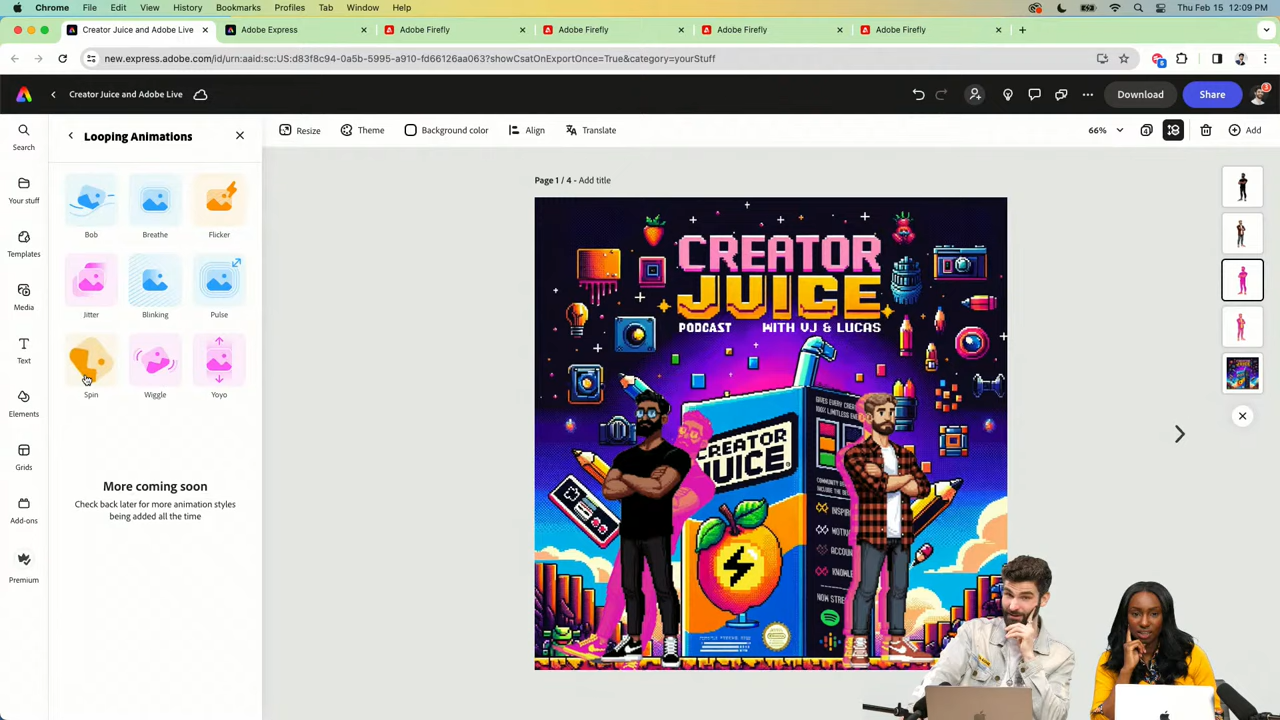 Chrome File Edit View History Bookmarks Profiles Tab Window Help
Thu Feb 15 12:09 PM
Creator Juice and Adobe Live
Adobe Express
Adobe Firefly
Adobe Firefly
Adobe Firefly
Adobe Firefly
new.express.adobe.com/id/urn:aaid:sc:US:d83f8c94-0a5b-5995-a910-fd66126aa063?showCsatOnExportOnce=True&category=yourStuff
Creator Juice and Adobe Live
Download
Share
Search
Your stuff
Templates
Media
Text
Elements
Grids
Add-ons
Premium
Looping Animations
Bob
Breathe
Flicker
Jitter
Blinking
Pulse
Spin
Wiggle
Yoyo
More coming soon
Check back later for more animation styles
being added all the time
Resize
Theme
Background color
Align
Translate
66%
4
Add
Page 1 / 4 - Add title
CREATOR
JUICE
PODCAST WITH VJ & LUCAS
CREATOR
JUICE